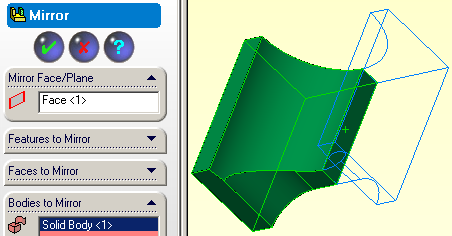 Mirror
?
Mirror Face/Plane
Face <1>
Features to Mirror
Faces to Mirror
Bodies to Mirror
Solid Body <1>